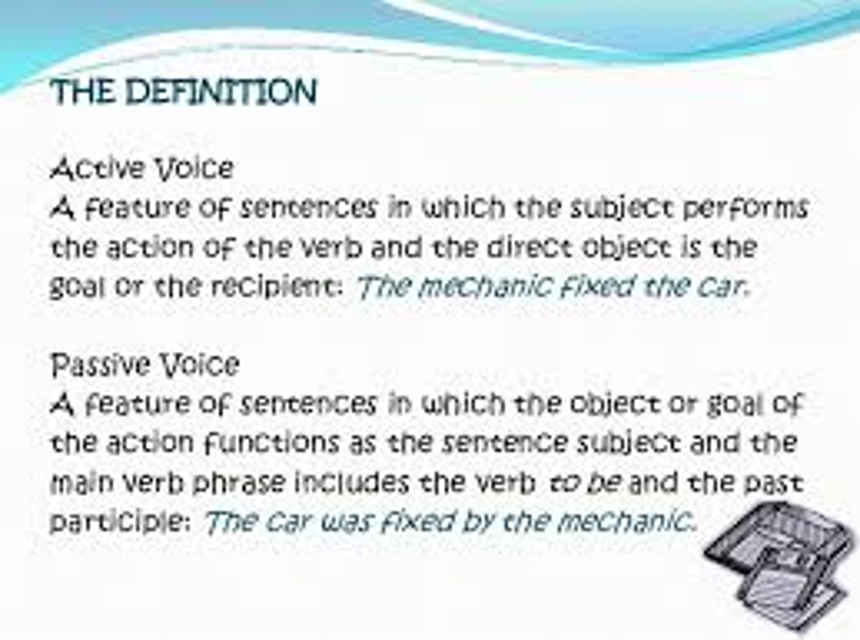 THE DEFINITION
Active Voice
A feature of sentences in which the subject performs
the action of the verb and the direct object is the
goal or the recipient: The mechanic fixed the car.
Passive Voice
A feature of sentences in which the object or goal of
the action functions as the sentence subject and the
main verb phrase includes the verb to be and the past
participle: The car was fixed by the mechanic.